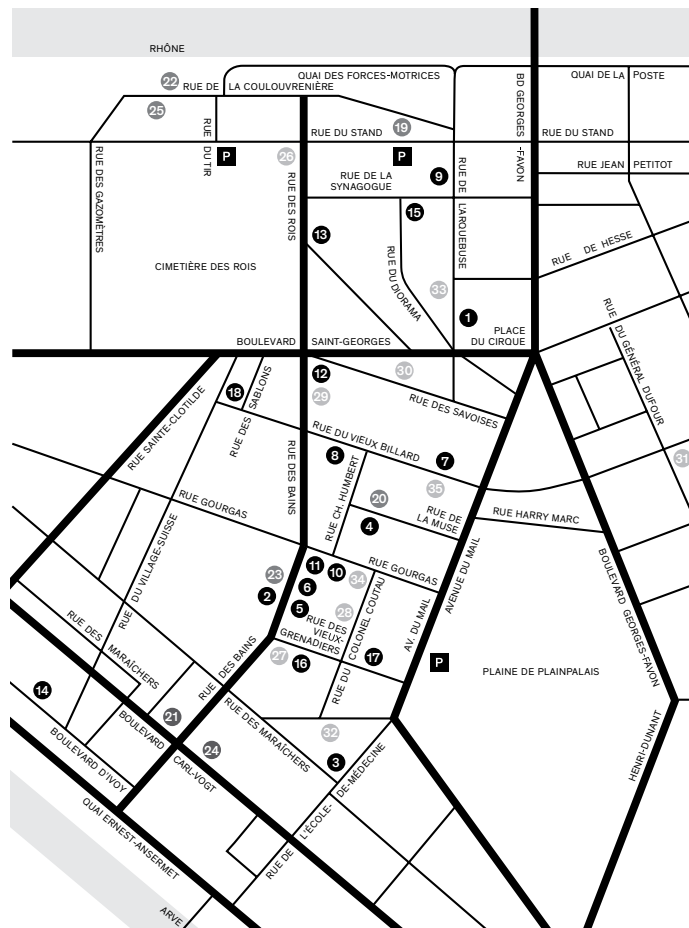 RHÔNE
QUAI DES FORCES-MOTRICES
QUAI DE LA POSTE
22
RUE DE LA COULOUVRENIÈRE
BD GEORGES-FAVON
25
19
RUE DU TIR
RUE DU STAND
RUE DU STAND
RUE DES GAZOMÈTRES
P
26
P
9
RUE JEAN PETITOT
RUE DE LA
SYNAGOGUE
RUE DE L'ARQUEBUSE
RUE DES ROIS
15
13
RUE DU DIORAMA
RUE DE HESSE
CIMETIÈRE DES ROIS
33
RUE DU GÉNÉRAL DUFOUR
1
BOULEVARD SAINT-GEORGES
PLACE
DU CIRQUE
12
30
18
29
RUE DES SABLONS
RUE SAINTE-CLOTILDE
RUE DES SAVOISES
RUE DU VIEUX BILLARD
8
7
31
RUE DES BAINS
35
RUE CH. HUMBERT
20
RUE GOURGAS
4
RUE DE
LA MUSE
RUE HARRY MARC
RUE DU VILLAGE-SUISSE
11
10
RUE GOURGAS
AVENUE DU MAIL
BOULEVARD GEORGES-FAVON
23
34
2
6
5
28
RUE DES
VIEUX-
GRENADIERS
RUE DU COLONEL COUTAU
AV. DU MAIL
RUE DES MARAÎCHERS
RUE DES BAINS
27
16
17
P
PLAINE DE PLAINPALAIS
14
21
RUE DES MARAÎCHERS
32
HENRI-DUNANT
BOULEVARD CARL-VOGT
24
3
BOULEVARD D'IVOY
RUE DE L'ÉCOLE-DE-MÉDECINE
QUAI ERNEST-ANSERMET
ARVE